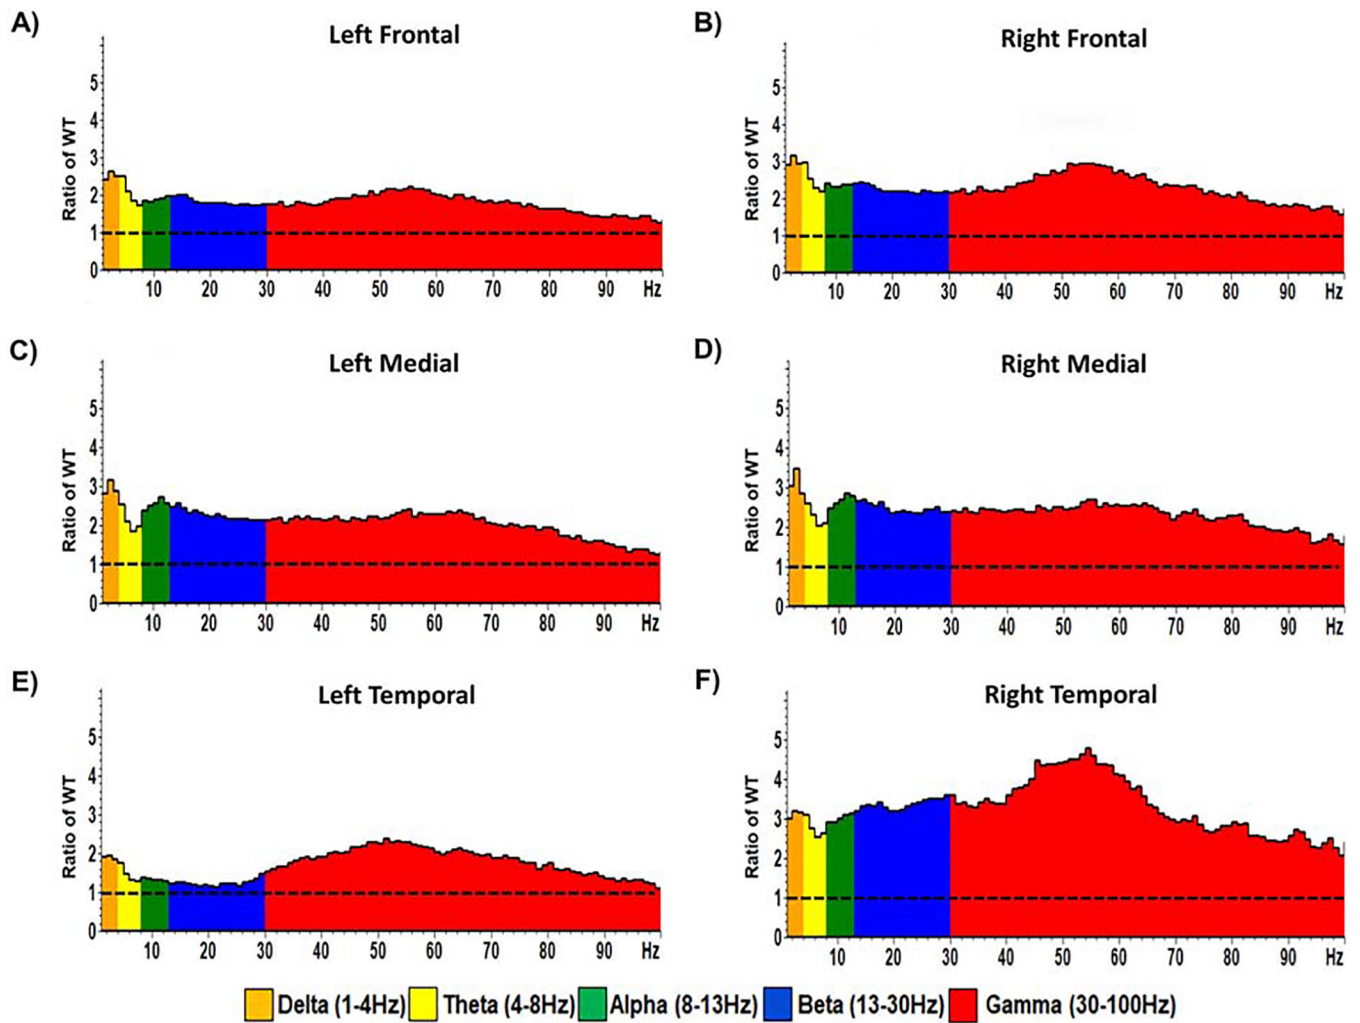 A) Left Frontal
Ratio of WT
5
4
3
2
1
0
10 20 30 40 50 60 70 80 90 Hz
B) Right Frontal
Ratio of WT
5
4
3
2
1
0
10 20 30 40 50 60 70 80 90 Hz
C) Left Medial
Ratio of WT
5
4
3
2
1
0
10 20 30 40 50 60 70 80 90 Hz
D) Right Medial
Ratio of WT
5
4
3
2
1
0
10 20 30 40 50 60 70 80 90 Hz
E) Left Temporal
Ratio of WT
5
4
3
2
1
0
10 20 30 40 50 60 70 80 90 Hz
F) Right Temporal
Ratio of WT
5
4
3
2
1
0
10 20 30 40 50 60 70 80 90 Hz
Delta (1-4Hz) Theta (4-8Hz) Alpha (8-13Hz) Beta (13-30Hz) Gamma (30-100Hz)